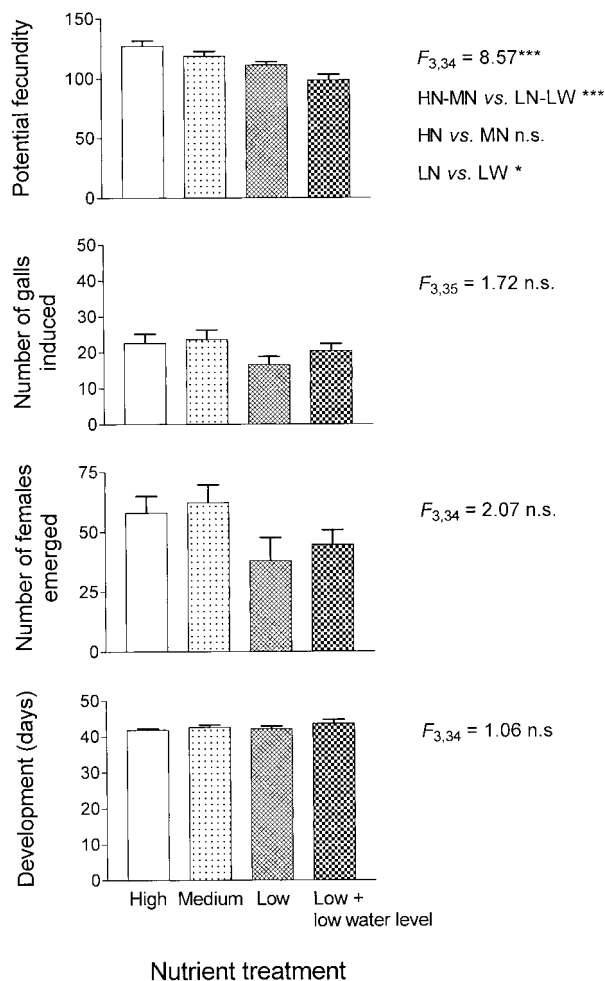 Potential fecundity
150
100
50
0
F3,34 = 8.57***
HN-MN vs. LN-LW ***
HN vs. MN n.s.
LN vs. LW *
Number of galls
induced
50
40
30
20
10
0
F3,35 = 1.72 n.s.
Number of females
emerged
75
50
25
0
F3,34 = 2.07 n.s.
Development (days)
50
40
30
20
10
0
F3,34 = 1.06 n.s
High Medium Low Low +
low water level
Nutrient treatment